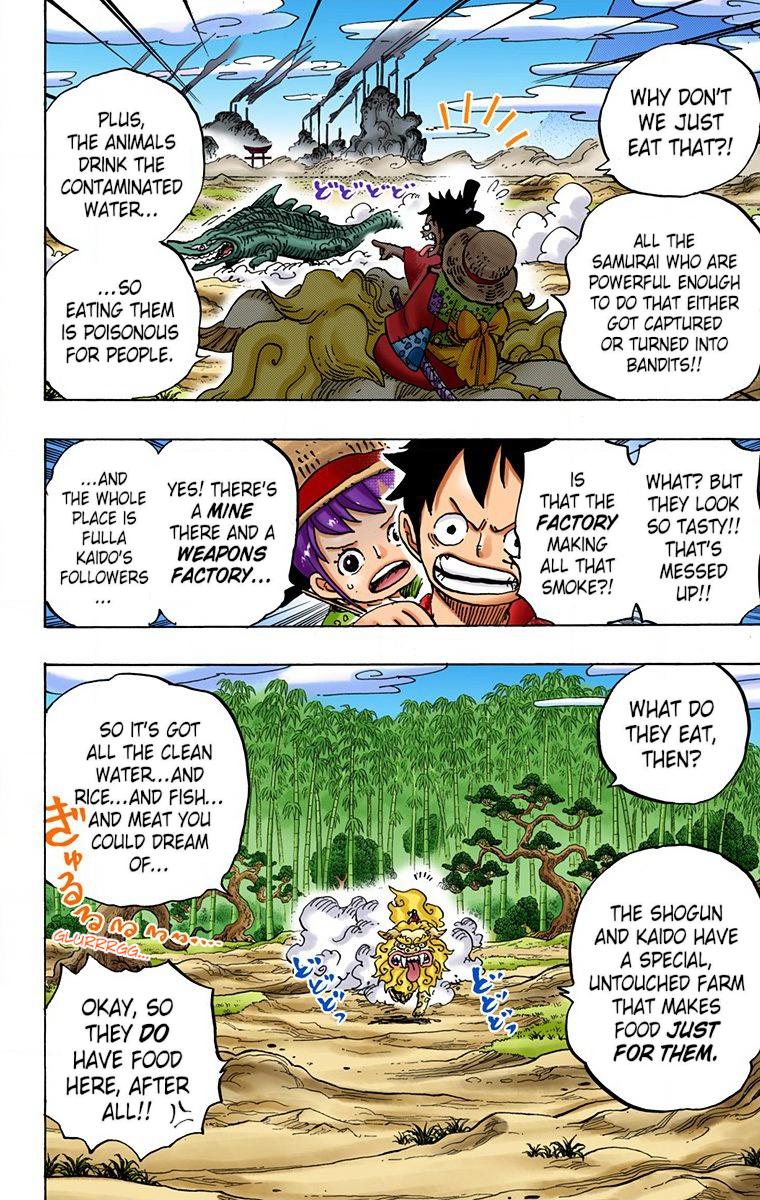 WHY DON'T
WE JUST
EAT THAT?!
ALL THE
SAMURAI WHO ARE
POWERFUL ENOUGH
TO DO THAT EITHER
GOT CAPTURED
OR TURNED INTO
BANDITS!!
どどどど
PLUS,
THE ANIMALS
DRINK THE
CONTAMINATED
WATER...
...SO
EATING THEM
IS POISONOUS
FOR PEOPLE.
WHAT? BUT
THEY LOOK
SO TASTY!!
THAT'S
MESSED
UP!!
IS
THAT THE
FACTORY
MAKING
ALL THAT
SMOKE?!
YES! THERE'S
A MINE
THERE AND A
WEAPONS
FACTORY...
...AND
THE WHOLE
PLACE IS
FULLA
KAIDO'S
FOLLOWERS
...
WHAT DO
THEY EAT,
THEN?
THE SHOGUN
AND KAIDO HAVE
A SPECIAL,
UNTOUCHED FARM
THAT MAKES
FOOD JUST
FOR THEM.
どどどっ
どどどっ
SO IT'S GOT
ALL THE CLEAN
WATER...AND
RICE...AND FISH...
AND MEAT YOU
COULD DREAM
OF...
GLURRRGG...
OKAY, SO
THEY DO
HAVE FOOD
HERE, AFTER
ALL!!